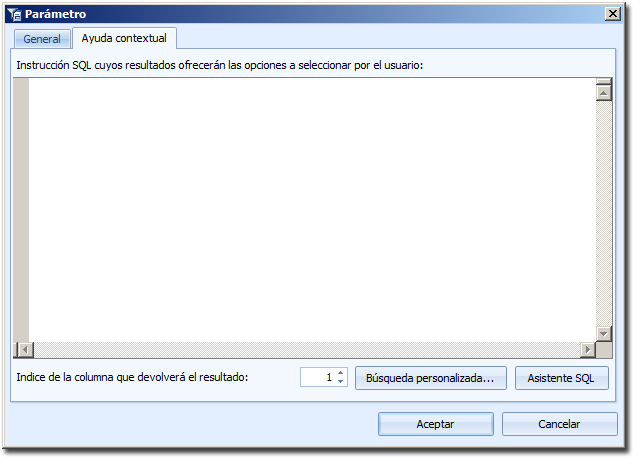 Parámetro
General
Ayuda contextual
Instrucción SQL cuyos resultados ofrecerán las opciones a seleccionar por el usuario:
Indice de la columna que devolverá el resultado:
1
Búsqueda personalizada...
Asistente SQL
Aceptar
Cancelar